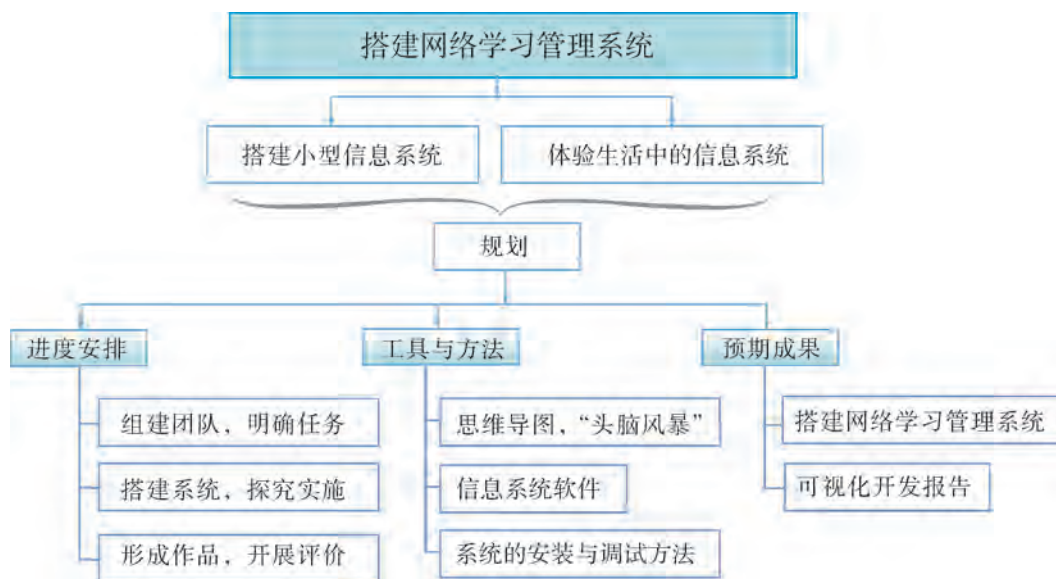 搭建网络学习管理系统
搭建小型信息系统
体验生活中的信息系统
规划
进度安排
工具与方法
预期成果
组建团队，明确任务
思维导图，“头脑风暴”
搭建网络学习管理系统
搭建系统，探究实施
信息系统软件
可视化开发报告
形成作品，开展评价
系统的安装与调试方法